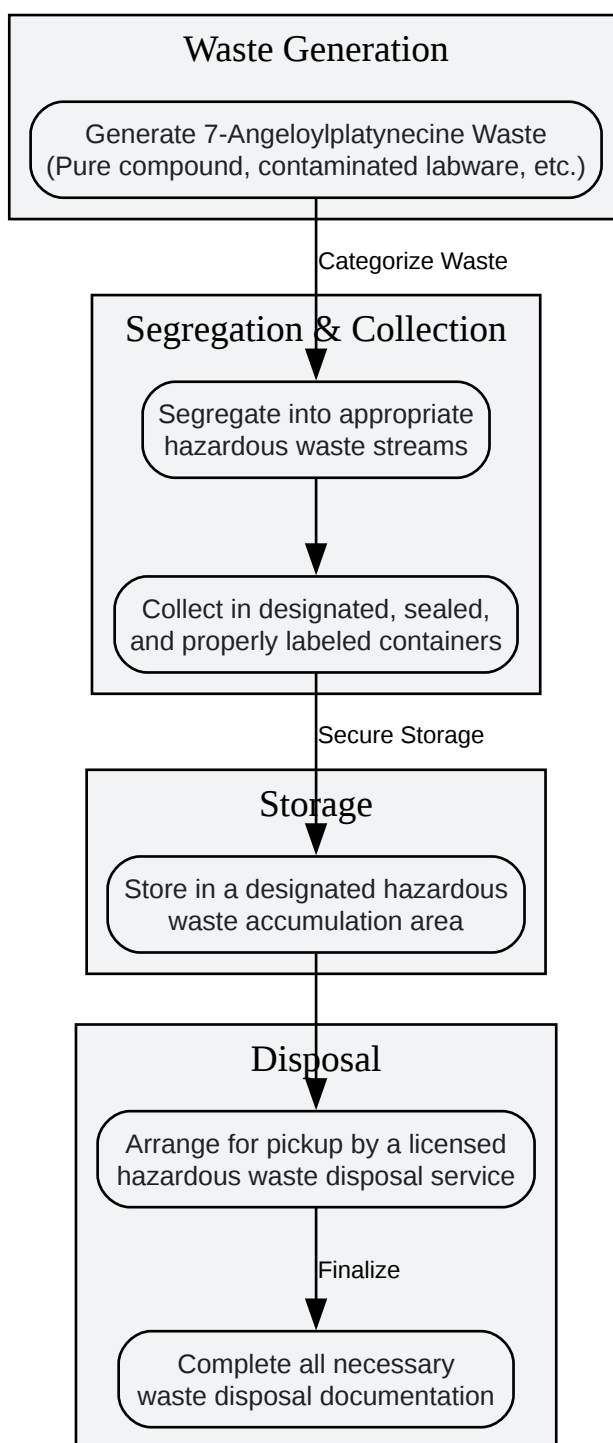 Waste Generation
Generate 7-Angeloylplatynecine Waste
(Pure compound, contaminated labware, etc.)
Categorize Waste
Segregation & Collection
Segregate into appropriate
hazardous waste streams
Collect in designated, sealed,
and properly labeled containers
Secure Storage
Storage
Store in a designated hazardous
waste accumulation area
Disposal
Arrange for pickup by a licensed
hazardous waste disposal service
Finalize
Complete all necessary
waste disposal documentation